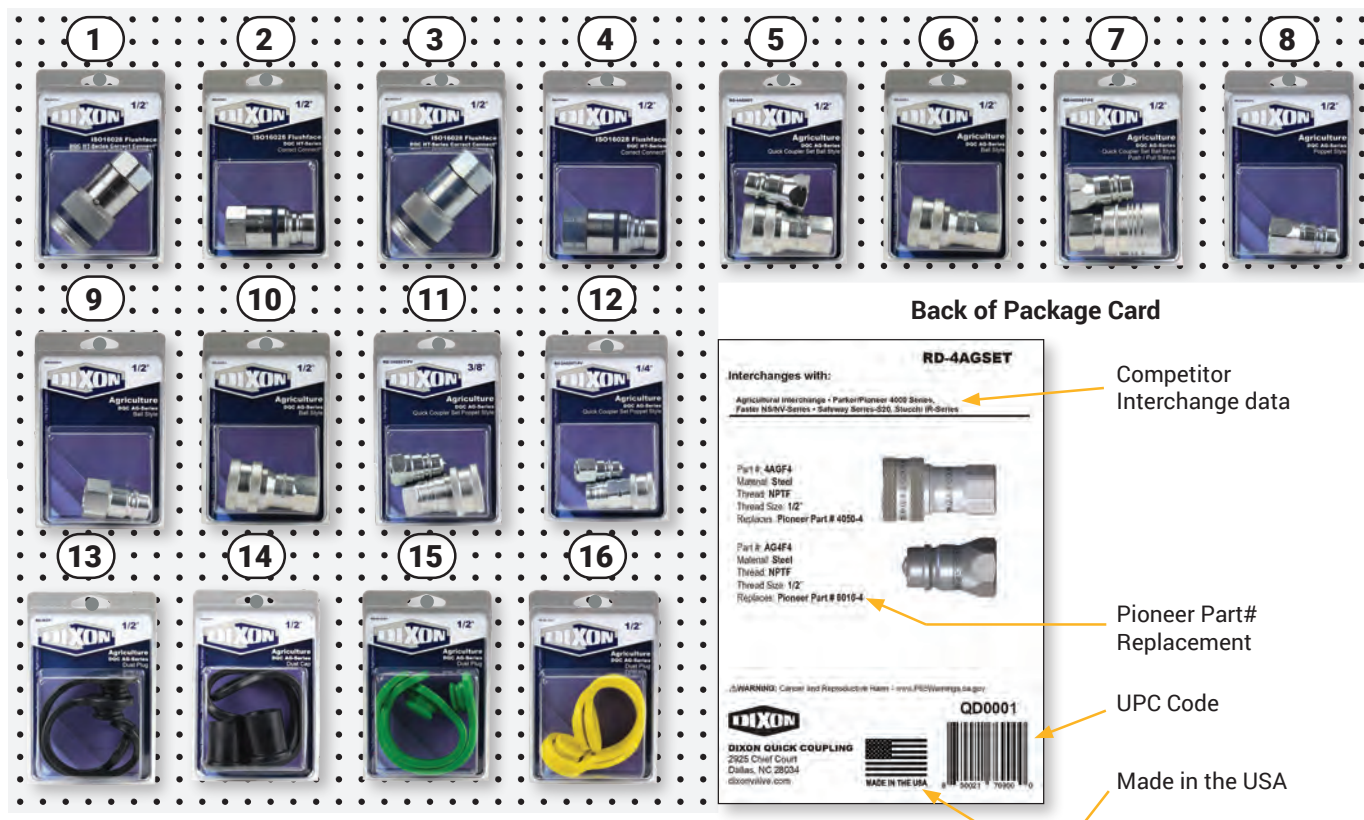 1
2
3
4
5
6
7
8
DIXON
1/2"
ISO16028 Flushface
DQC HT-Series Correct Connect®
DIXON
1/2"
ISO16028 Flushface
DQC HT-Series
Correct Connect®
DIXON
1/2"
ISO16028 Flushface
DQC HT-Series Correct Connect®
DIXON
1/2"
ISO16028 Flushface
DQC HT-Series
Correct Connect®
RD-4AGSET
DIXON
1/2"
Agriculture
DQC AG-Series
Quick Coupler Set Ball Style
DIXON
1/2"
Agriculture
DQC AG-Series
Ball Style
DIXON
1/2"
Agriculture
DQC AG-Series
Quick Coupler Set Ball Style
Push / Pull Sleeve
DIXON
1/2"
Agriculture
DQC AG-Series
Poppet Style
9
10
11
12
DIXON
1/2"
Agriculture
DQC AG-Series
Ball Style
DIXON
1/2"
Agriculture
DQC AG-Series
Ball Style
DIXON
3/8"
Agriculture
DQC AG-Series
Quick Coupler Set Poppet Style
DIXON
1/4"
Agriculture
DQC AG-Series
Quick Coupler Set Poppet Style
13
14
15
16
DIXON
1/2"
Agriculture
DQC AG-Series
Dust Plug
DIXON
1/2"
Agriculture
DQC AG-Series
Dust Cap
DIXON
1/2"
Agriculture
DQC AG-Series
Dust Plug
DIXON
1/2"
Agriculture
DQC AG-Series
Dust Plug
Back of Package Card
RD-4AGSET
Interchanges with:
Agricultural Interchange • Parker/Pioneer 4000 Series,
Faster NS/NV-Series • Safeway Series-S20, Stucchi IR-Series
Part #: 4AGF4
Material: Steel
Thread: NPTF
Thread Size: 1/2"
Replaces: Pioneer Part # 4050-4
Part #: AG4F4
Material: Steel
Thread: NPTF
Thread Size: 1/2"
Replaces: Pioneer Part # 8010-4
⚠WARNING: Cancer and Reproductive Harm - www.P65Warnings.ca.gov
DIXON
DIXON QUICK COUPLING
2925 Chief Court
Dallas, NC 28034
dixonvalve.com
MADE IN THE USA
QD0001
Competitor
Interchange data
Pioneer Part#
Replacement
UPC Code
Made in the USA